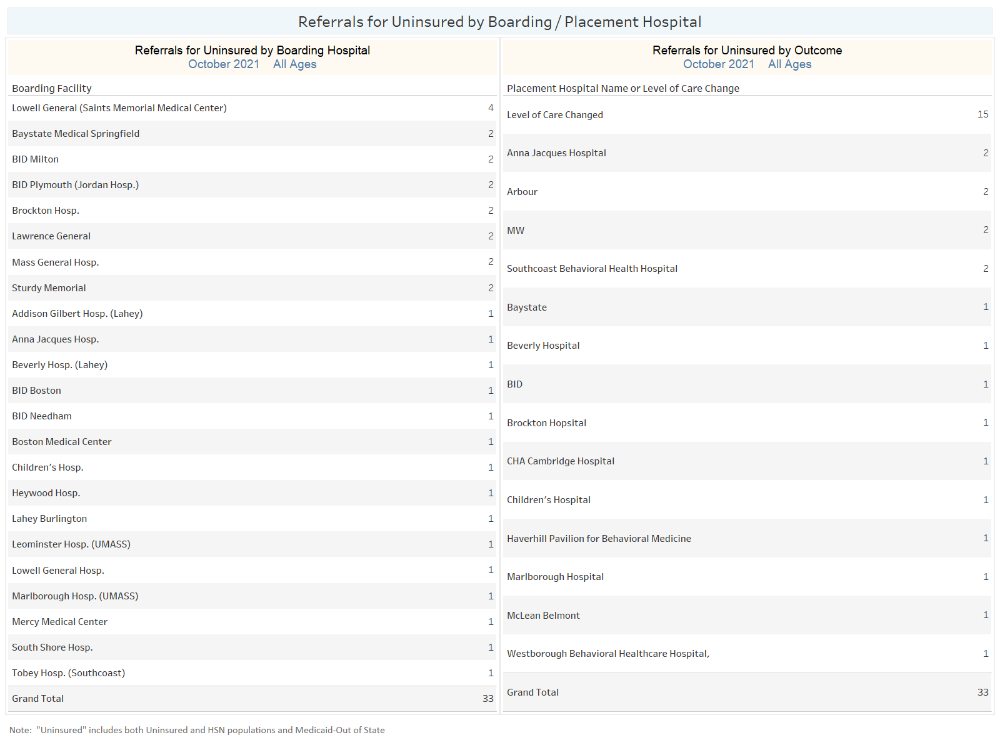 Referrals for Uninsured by Boarding / Placement Hospital
Referrals for Uninsured by Boarding Hospital
October 2021 All Ages
Boarding Facility
Lowell General (Saints Memorial Medical Center) 4
Baystate Medical Springfield 2
BID Milton 2
BID Plymouth (Jordan Hosp.) 2
Brockton Hosp. 2
Lawrence General 2
Mass General Hosp. 2
Sturdy Memorial 2
Addison Gilbert Hosp. (Lahey) 1
Anna Jacques Hosp. 1
Beverly Hosp. (Lahey) 1
BID Boston 1
BID Needham 1
Boston Medical Center 1
Children's Hosp. 1
Heywood Hosp. 1
Lahey Burlington 1
Leominster Hosp. (UMASS) 1
Lowell General Hosp. 1
Marlborough Hosp. (UMASS) 1
Mercy Medical Center 1
South Shore Hosp. 1
Tobey Hosp. (Southcoast) 1
Grand Total 33
Referrals for Uninsured by Outcome
October 2021 All Ages
Placement Hospital Name or Level of Care Change
Level of Care Changed 15
Anna Jacques Hospital 2
Arbour 2
MW 2
Southcoast Behavioral Health Hospital 2
Baystate 1
Beverly Hospital 1
BID 1
Brockton Hopsital 1
CHA Cambridge Hospital 1
Children's Hospital 1
Haverhill Pavilion for Behavioral Medicine 1
Marlborough Hospital 1
McLean Belmont 1
Westborough Behavioral Healthcare Hospital, 1
Grand Total 33
Note: "Uninsured" includes both Uninsured and HSN populations and Medicaid-Out of State